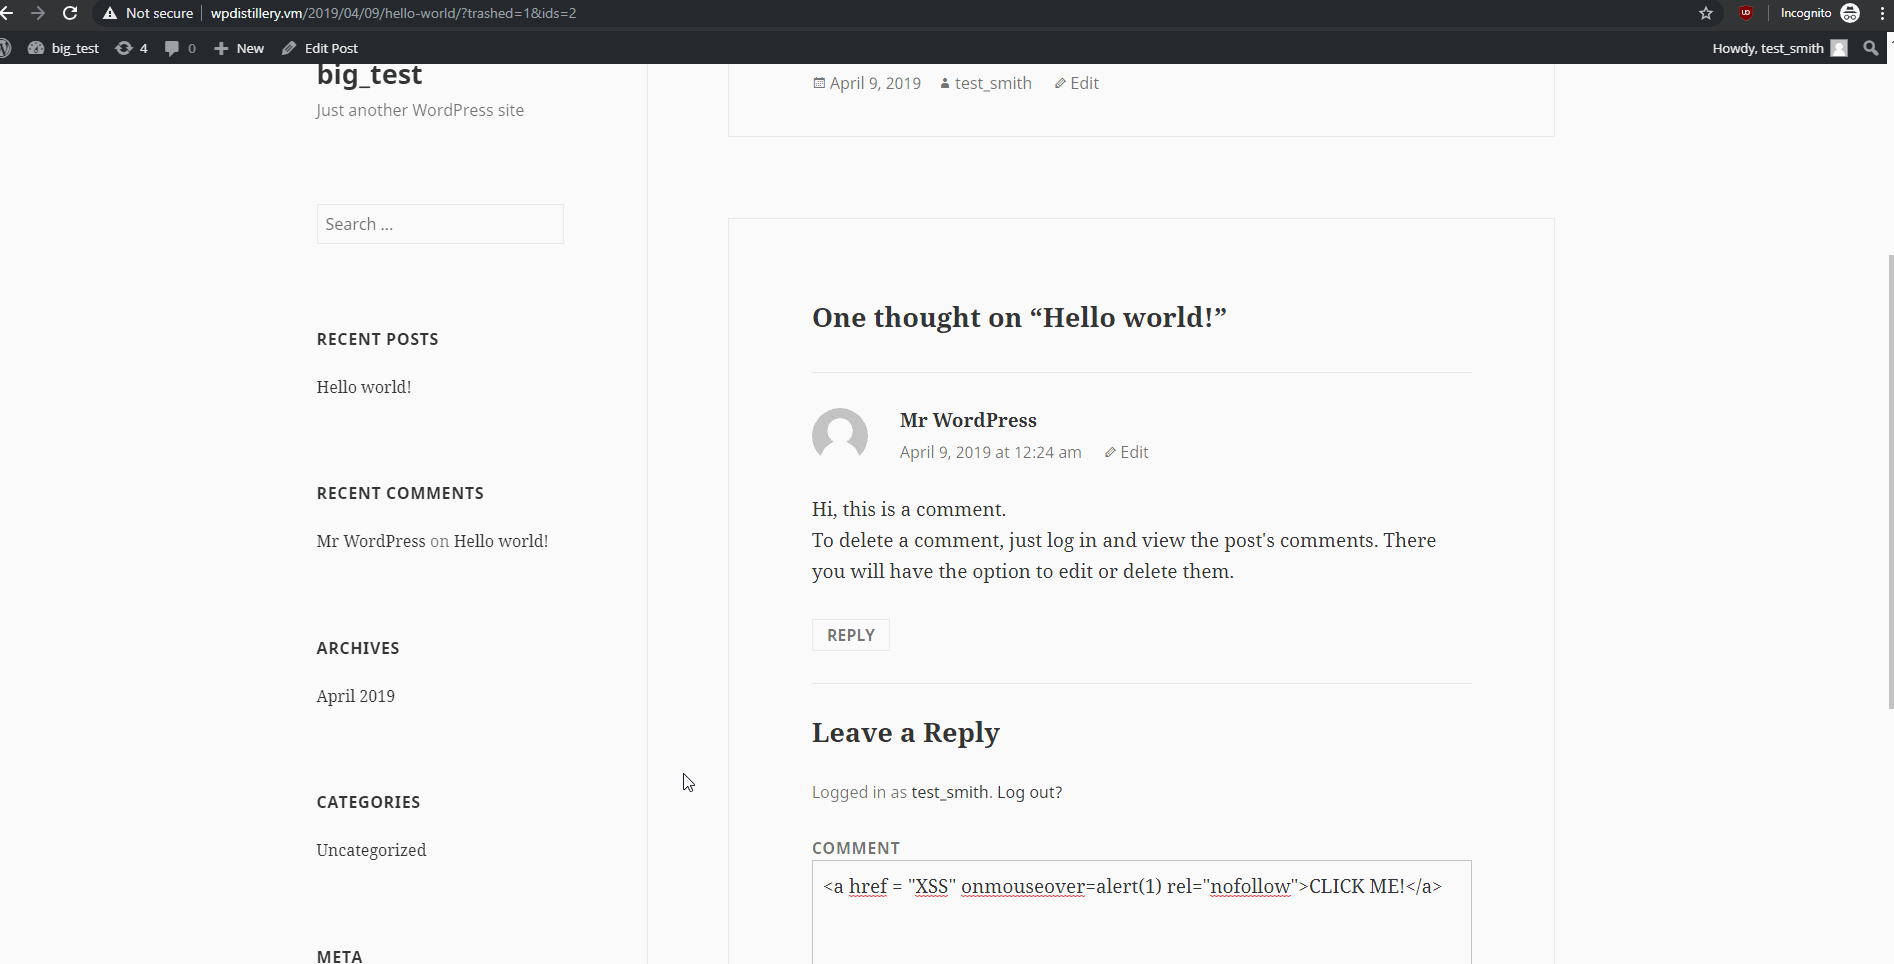 Not secure wpdistillery.vm/2019/04/09/hello-world/?trashed=1&ids=2 Incognito
big_test 4 0 New Edit Post Howdy, test_smith
big_test
Just another WordPress site
Search ...
RECENT POSTS
Hello world!
RECENT COMMENTS
Mr WordPress on Hello world!
ARCHIVES
April 2019
CATEGORIES
Uncategorized
META
April 9, 2019 test_smith Edit
One thought on “Hello world!”
Mr WordPress
April 9, 2019 at 12:24 am Edit
Hi, this is a comment.
To delete a comment, just log in and view the post's comments. There
you will have the option to edit or delete them.
REPLY
Leave a Reply
Logged in as test_smith. Log out?
COMMENT
<a href = "XSS" onmouseover=alert(1) rel="nofollow">CLICK ME!</a>